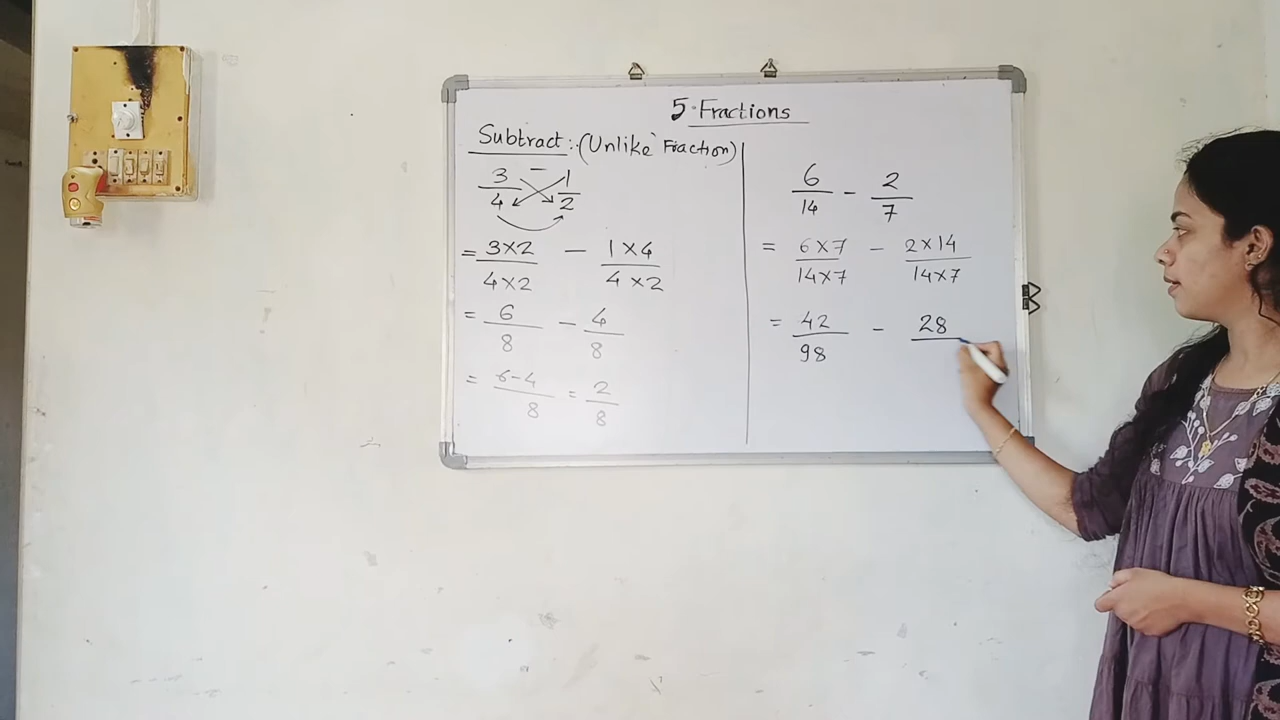 5. Fractions
Subtract :. (Unlike Fraction)
3/4 - 1/2
= 3×2/4×2 - 1×4/4×2
= 6/8 - 4/8
= 6-4/8 = 2/8
6/14 - 2/7
= 6×7/14×7 - 2×14/14×7
= 42/98 - 28/